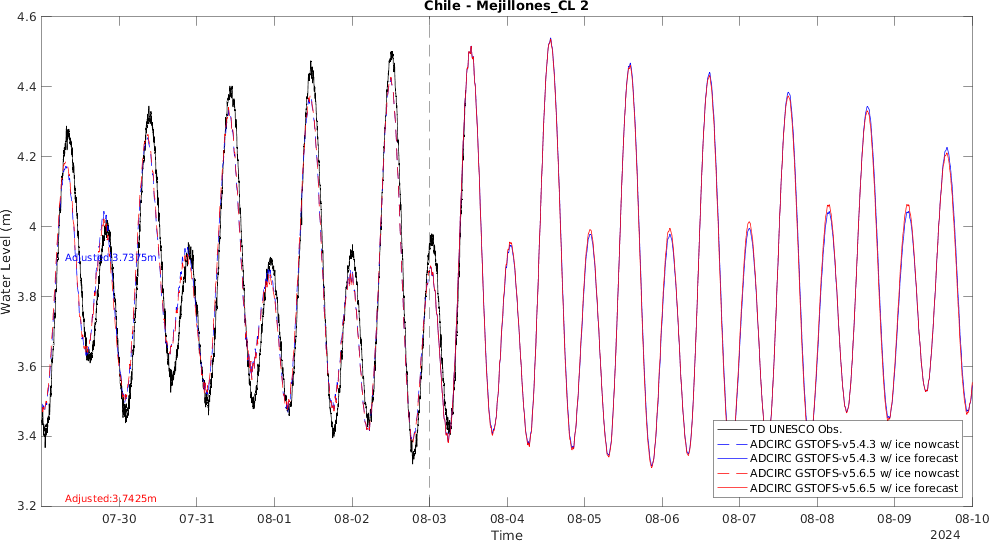 Chile - Mejillones_CL 2
4.6
4.4
4.2
4
3.8
3.6
3.4
3.2
Water Level (m)
Adjusted:3.7375m
Adjusted:3.7425m
TD UNESCO Obs.
ADCIRC GSTOFS-v5.4.3 w/ ice nowcast
ADCIRC GSTOFS-v5.4.3 w/ ice forecast
ADCIRC GSTOFS-v5.6.5 w/ ice nowcast
ADCIRC GSTOFS-v5.6.5 w/ ice forecast
07-30 07-31 08-01 08-02 08-03 08-04 08-05 08-06 08-07 08-08 08-09 08-10
Time
2024